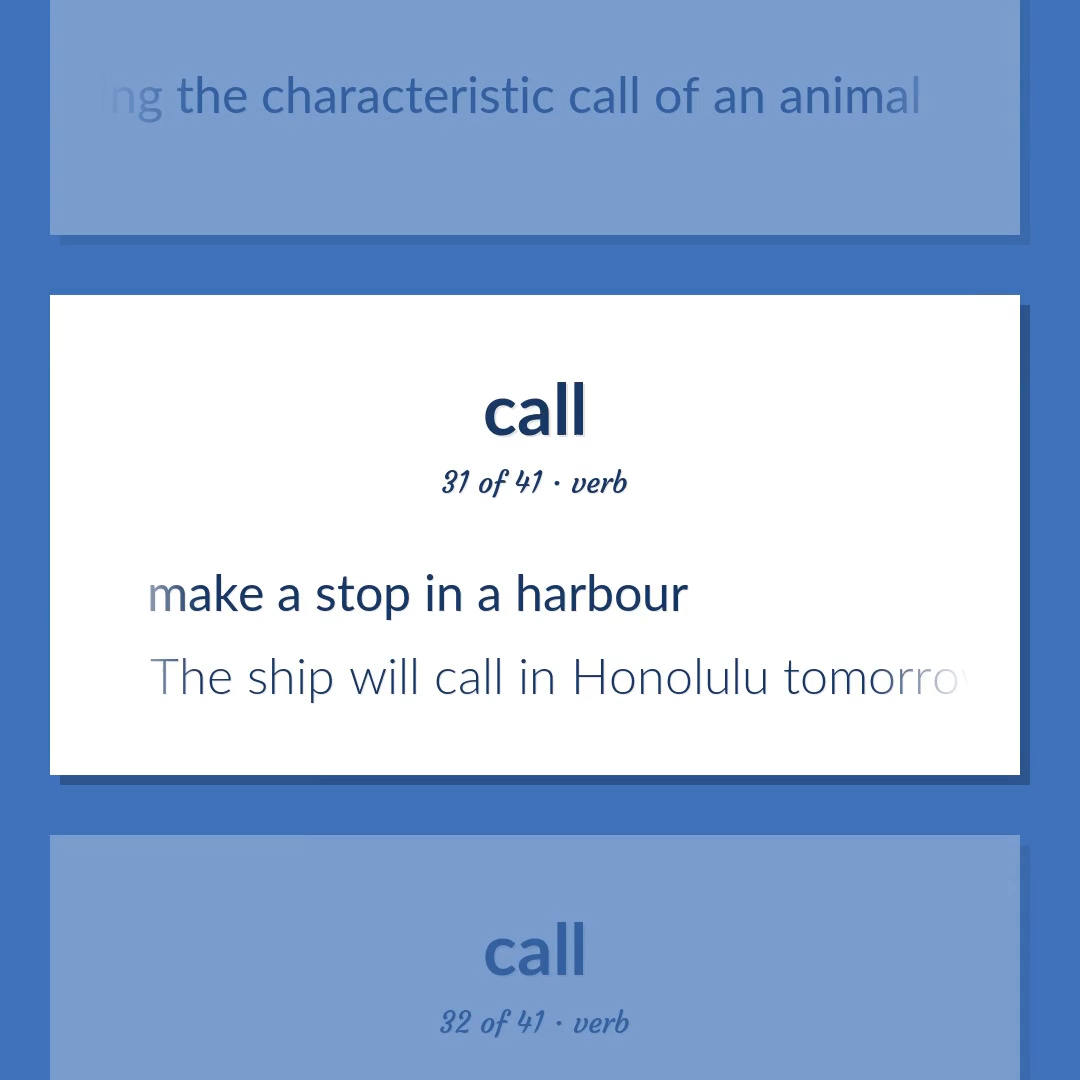 the characteristic call of an animal
call
31 of 41 · verb
make a stop in a harbour
The ship will call in Honolulu
call
32 of 41 · verb